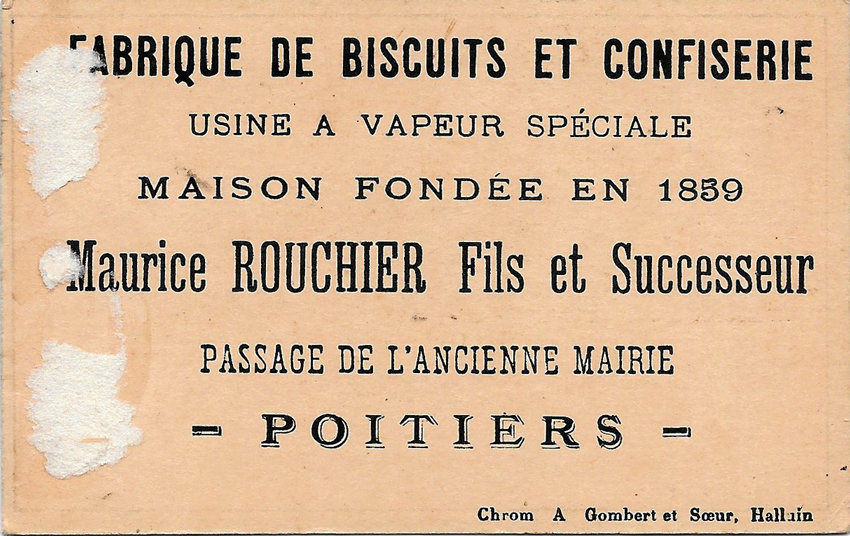 FABRIQUE DE BISCUITS ET CONFISERIE
USINE A VAPEUR SPÉCIALE
MAISON FONDÉE EN 1859
Maurice ROUCHIER Fils et Successeur
PASSAGE DE L'ANCIENNE MAIRIE
- POITIERS -
Chrom A Gombert et Sœur, Halluin